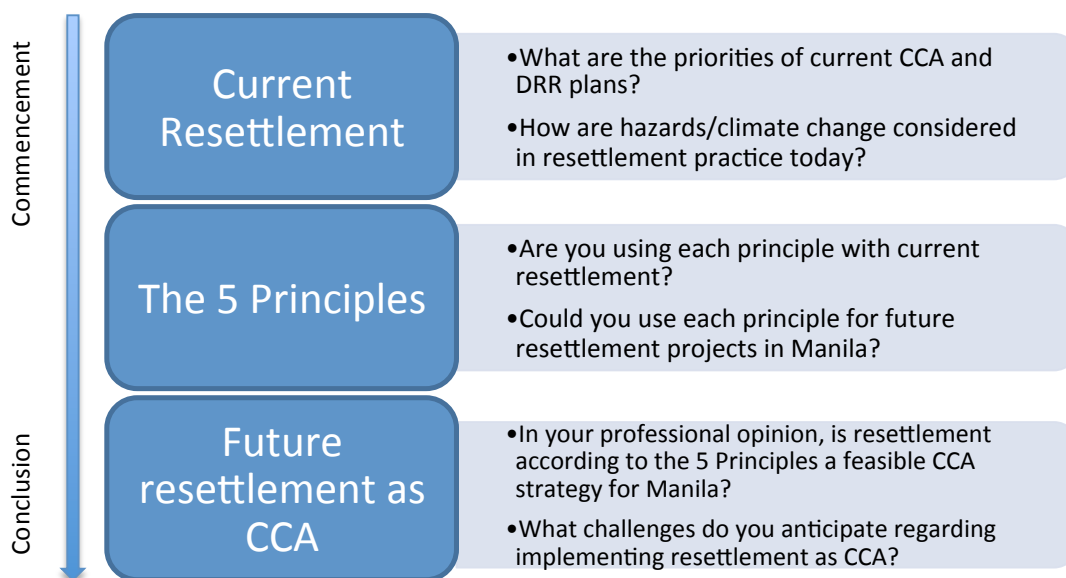 Commencement
Current
Resettlement
•What are the priorities of current CCA and
DRR plans?
•How are hazards/climate change considered
in resettlement practice today?
The 5 Principles
•Are you using each principle with current
resettlement?
•Could you use each principle for future
resettlement projects in Manila?
Conclusion
Future
resettlement as
CCA
•In your professional opinion, is resettlement
according to the 5 Principles a feasible CCA
strategy for Manila?
•What challenges do you anticipate regarding
implementing resettlement as CCA?